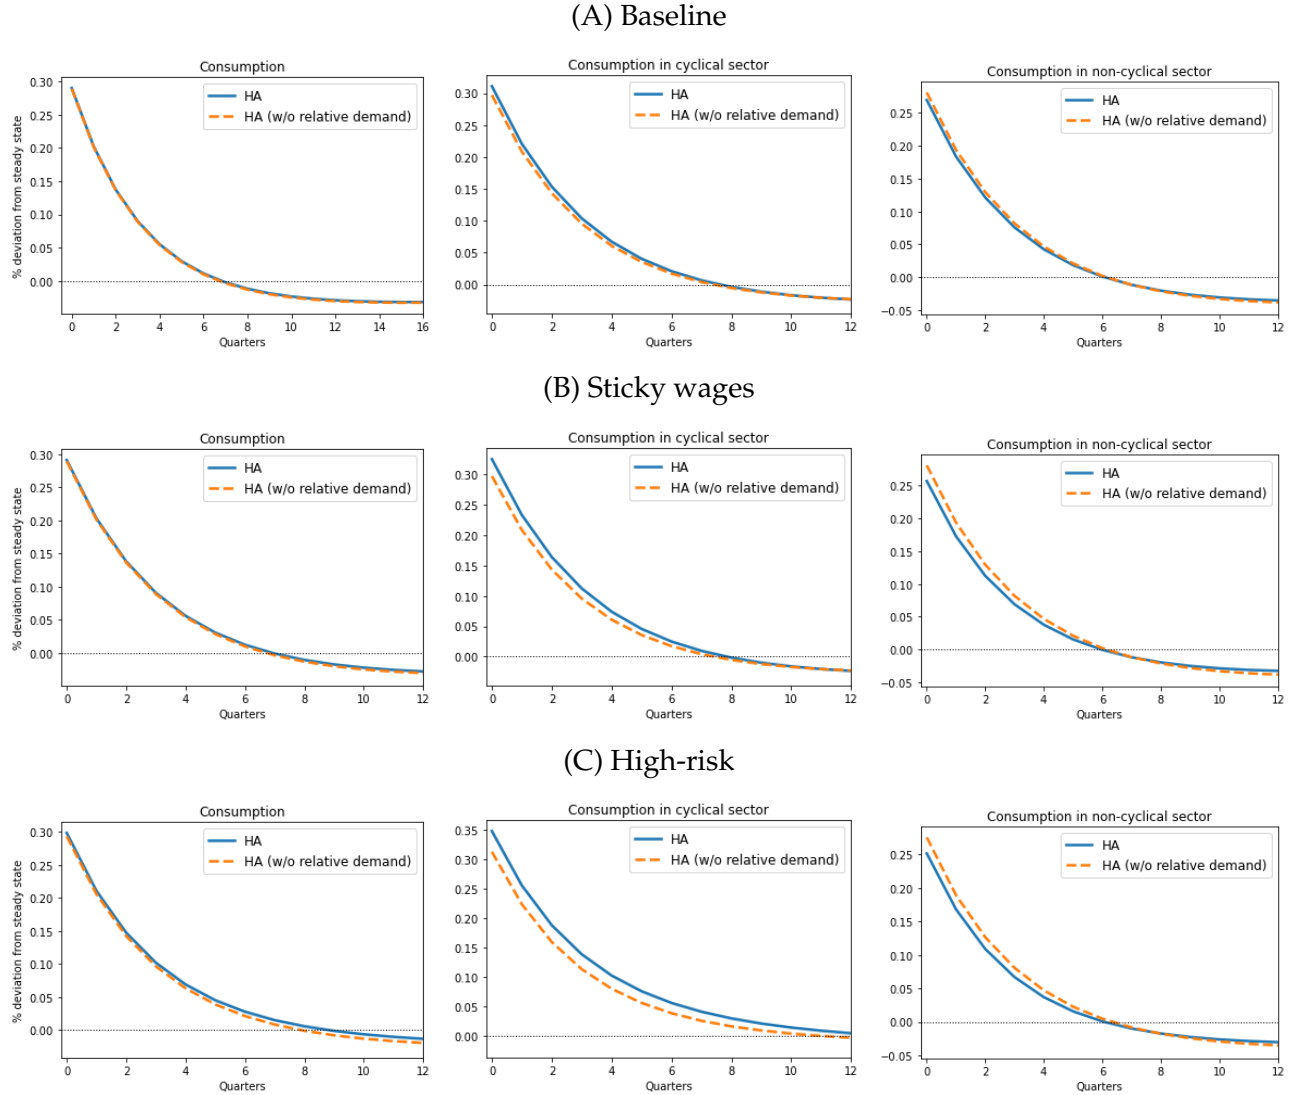 (A) Baseline
Consumption
% deviation from steady state
0.30
0.25
0.20
0.15
0.10
0.05
0.00
HA
HA (w/o relative demand)
0 2 4 6 8 10 12 14 16
Quarters
Consumption in cyclical sector
0.30
0.25
0.20
0.15
0.10
0.05
0.00
HA
HA (w/o relative demand)
0 2 4 6 8 10 12
Quarters
Consumption in non-cyclical sector
0.25
0.20
0.15
0.10
0.05
0.00
−0.05
HA
HA (w/o relative demand)
0 2 4 6 8 10 12
Quarters
(B) Sticky wages
Consumption
% deviation from steady state
0.30
0.25
0.20
0.15
0.10
0.05
0.00
HA
HA (w/o relative demand)
0 2 4 6 8 10 12
Quarters
Consumption in cyclical sector
0.30
0.25
0.20
0.15
0.10
0.05
0.00
HA
HA (w/o relative demand)
0 2 4 6 8 10 12
Quarters
Consumption in non-cyclical sector
0.25
0.20
0.15
0.10
0.05
0.00
−0.05
HA
HA (w/o relative demand)
0 2 4 6 8 10 12
Quarters
(C) High-risk
Consumption
% deviation from steady state
0.30
0.25
0.20
0.15
0.10
0.05
0.00
HA
HA (w/o relative demand)
0 2 4 6 8 10 12
Quarters
Consumption in cyclical sector
0.35
0.30
0.25
0.20
0.15
0.10
0.05
0.00
HA
HA (w/o relative demand)
0 2 4 6 8 10 12
Quarters
Consumption in non-cyclical sector
0.25
0.20
0.15
0.10
0.05
0.00
−0.05
HA
HA (w/o relative demand)
0 2 4 6 8 10 12
Quarters